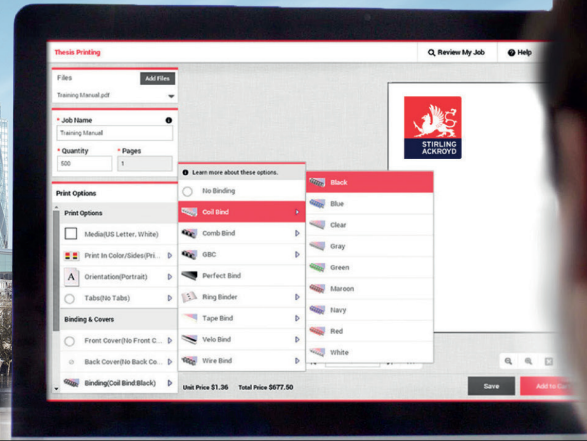 Thesis Printing
Review My Job
Help
Files
Add Files
Training Manual.pdf
* Job Name
Training Manual
* Quantity
* Pages
500
1
Print Options
Print Options
Media(US Letter, White)
Print In Color/Sides(Pri...
Orientation(Portrait)
A
Tabs(No Tabs)
Binding & Covers
Front Cover(No Front C...
Back Cover(No Back Co...
Binding(Coil Bind:Black)
Learn more about these options.
No Binding
Coil Bind
Comb Bind
GBC
Perfect Bind
Ring Binder
Tape Bind
Velo Bind
Wire Bind
Black
Blue
Clear
Gray
Green
Maroon
Navy
Red
White
STIRLING
ACKROYD
Unit Price $1.36 Total Price $677.50
Save
Add to